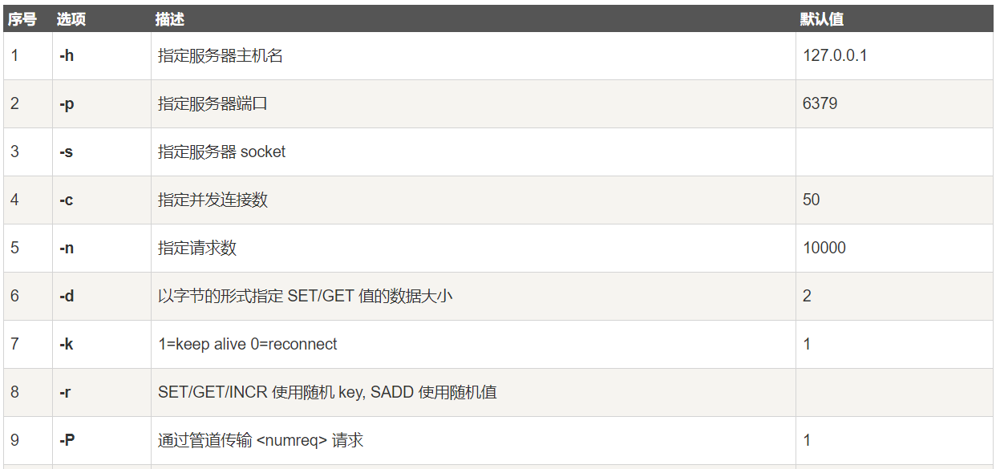 序号 选项 描述 默认值
1 -h 指定服务器主机名 127.0.0.1
2 -p 指定服务器端口 6379
3 -s 指定服务器 socket
4 -c 指定并发连接数 50
5 -n 指定请求数 10000
6 -d 以字节的形式指定 SET/GET 值的数据大小 2
7 -k 1=keep alive 0=reconnect 1
8 -r SET/GET/INCR 使用随机 key, SADD 使用随机值
9 -P 通过管道传输 <numreq> 请求 1